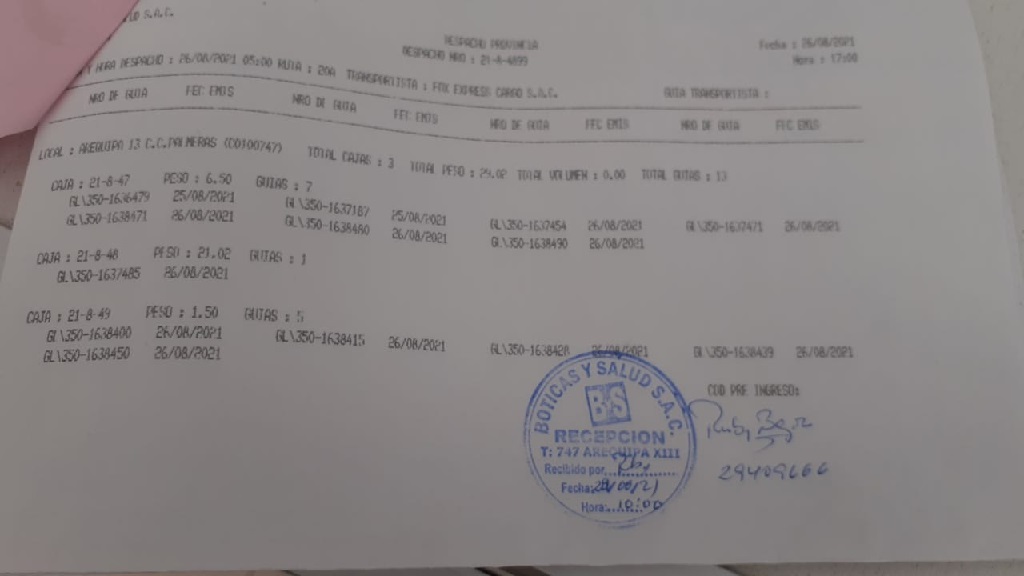 S.A.C.
DESPACHO PROVINCIA
Fecha : 26/08/2021
DESPACHO NRO : 21-8-4899
Hora : 17:00
Y HORA DESPACHO : 26/08/2021 05:00 RUTA : 20A TRANSPORTISTA : EXPRESS CARGO S.A.C. GUIA TRANSPORTISTA :
NRO DE GUIA FEC EMIS NRO DE GUIA FEC EMIS NRO DE GUIA FEC EMIS NRO DE GUIA FEC EMIS
LOCAL : AREQUIPA 13 C.C.PALMERAS (C0100747) TOTAL CAJAS : 3 TOTAL PESO : 29.02 TOTAL VOLUMEN : 0.00 TOTAL GUIAS : 13
CAJA : 21-8-47 PESO : 6.50 GUIAS : 7
GL\350-1636479 25/08/2021 GL\350-1637187 25/08/2021 GL\350-1637454 26/08/2021 GL\350-1637471 26/08/2021
GL\350-1638471 26/08/2021 GL\350-1638480 26/08/2021 GL\350-1638490 26/08/2021
CAJA : 21-8-48 PESO : 21.02 GUIAS : 1
GL\350-1637485 26/08/2021
CAJA : 21-8-49 PESO : 1.50 GUIAS : 5
GL\350-1638400 26/08/2021 GL\350-1638415 26/08/2021 GL\350-1638428 26/08/2021 GL\350-1638439 26/08/2021
GL\350-1638450 26/08/2021
COD PRE INGRESO:
BOTICAS Y SALUD S.A.C.
BS
RECEPCION
T: 747 AREQUIPA XIII
Recibido por
Fecha:
Hora: 10:00
Ruby
29409666